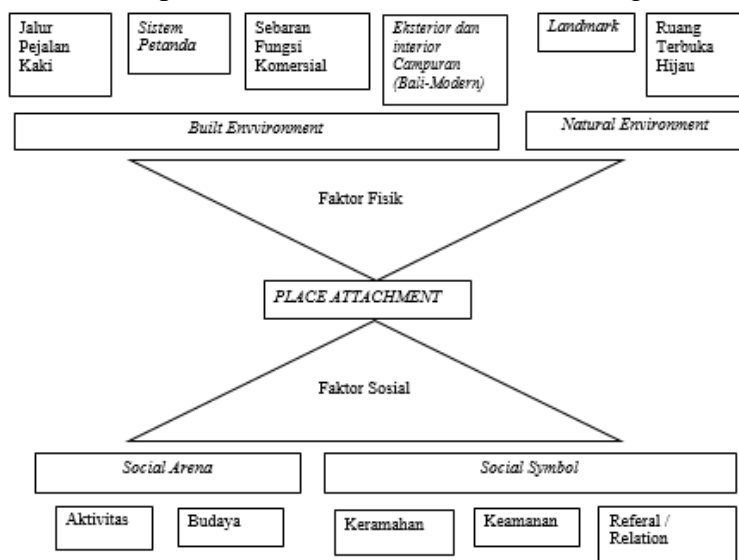 Jalur
Pejalan
Kaki
Sistem
Petanda
Sebaran
Fungsi
Komersial
Eksterior dan
interior
Campuran
(Bali-Modern)
Landmark
Ruang
Terbuka
Hijau
Built Envvironment
Natural Environment
Faktor Fisik
PLACE ATTACHMENT
Faktor Sosial
Social Arena
Social Symbol
Aktivitas
Budaya
Keramahan
Keamanan
Referal /
Relation